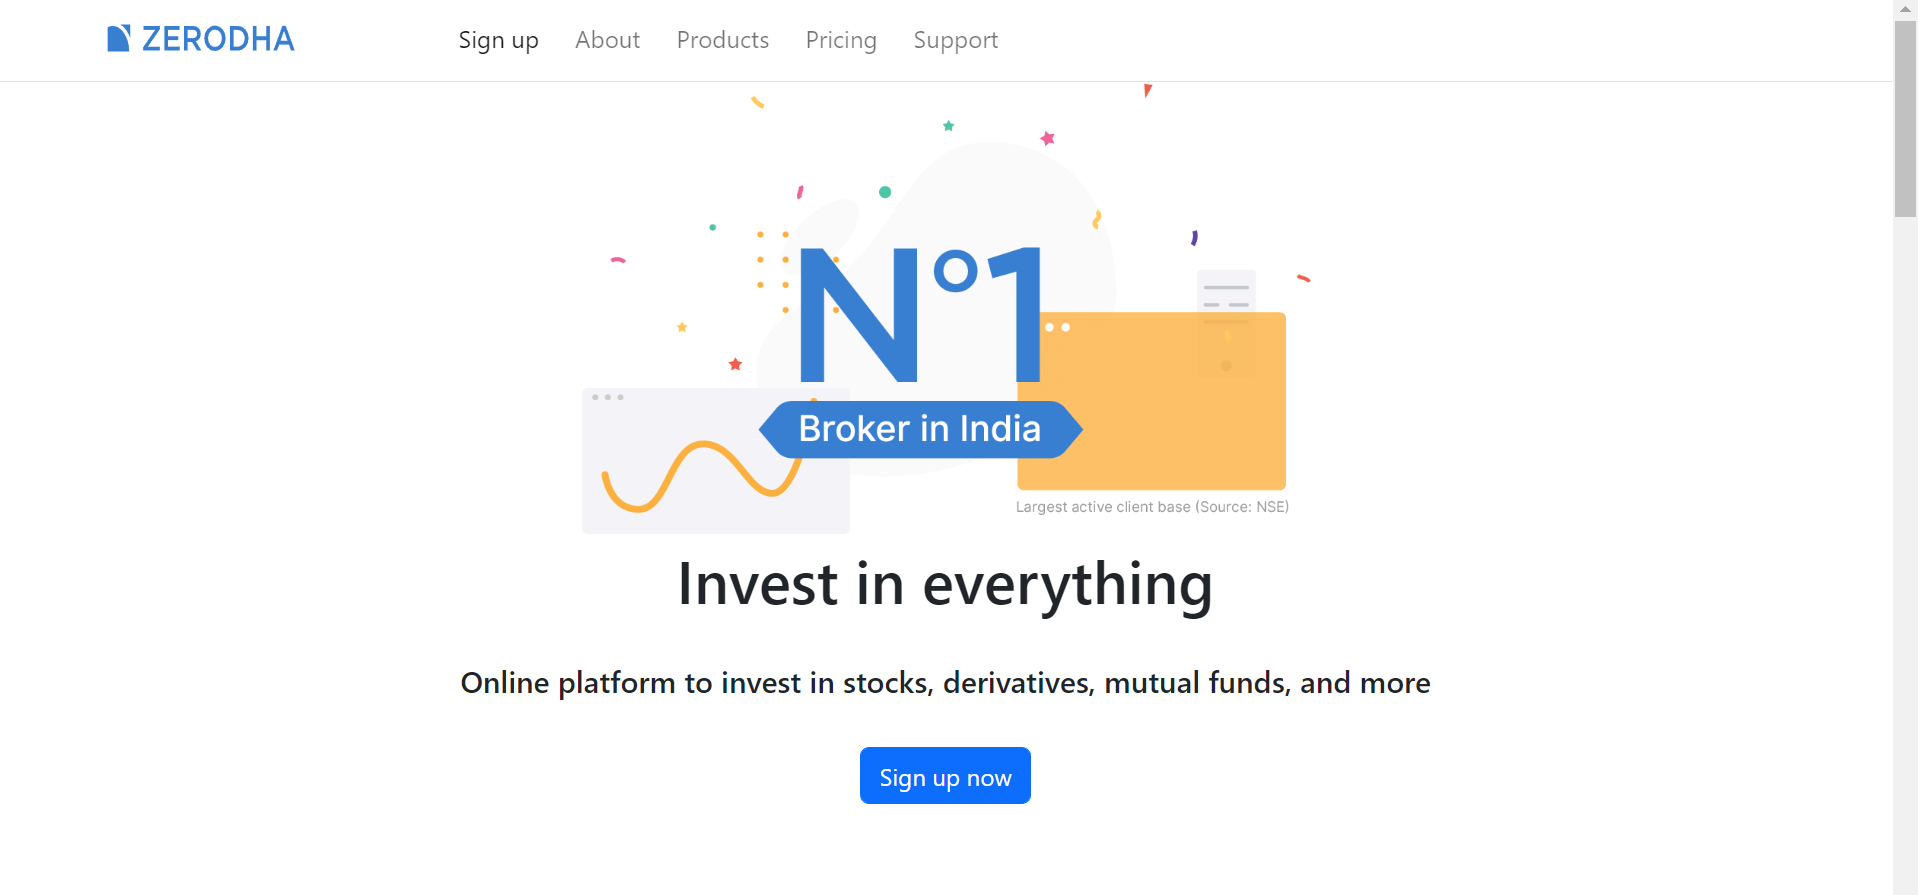 ZERODHA
Sign up About Products Pricing Support
N°1
Broker in India
Largest active client base (Source: NSE)
Invest in everything
Online platform to invest in stocks, derivatives, mutual funds, and more
Sign up now